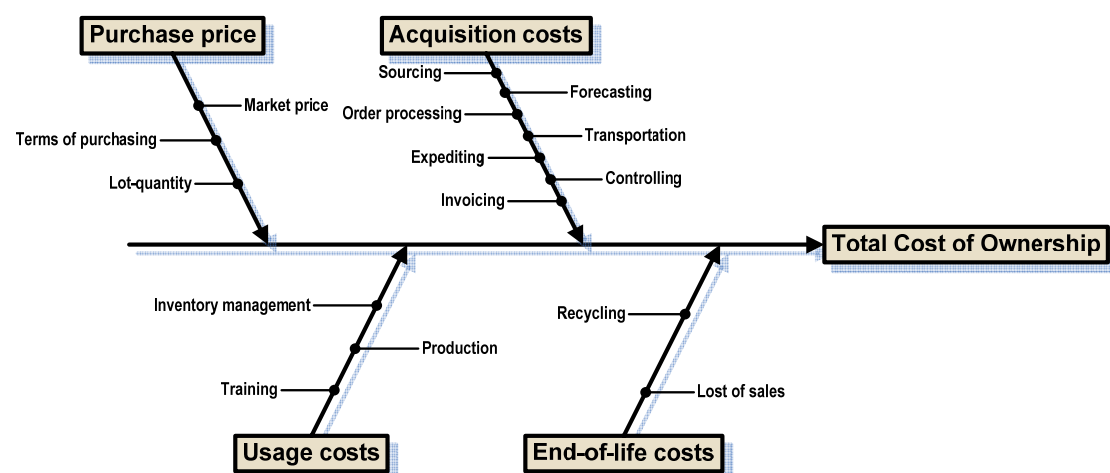 Purchase price
Acquisition costs
Sourcing
Forecasting
Market price
Order processing
Transportation
Terms of purchasing
Expediting
Controlling
Lot-quantity
Invoicing
Total Cost of Ownership
Inventory management
Recycling
Production
Training
Lost of sales
Usage costs
End-of-life costs